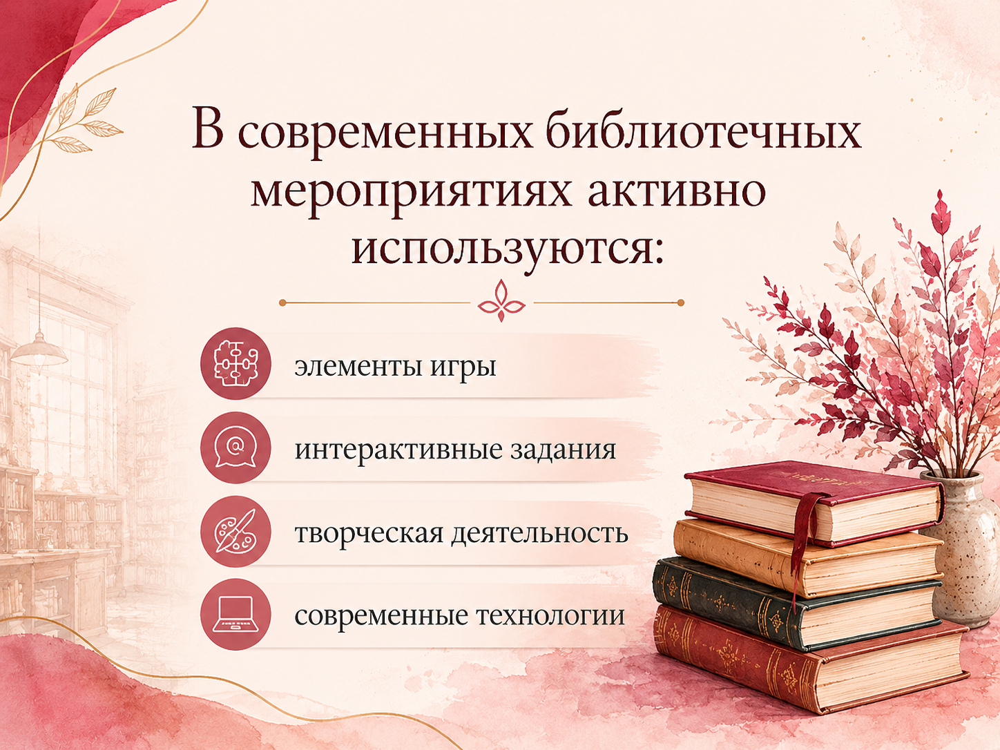 В современных библиотечных
мероприятиях активно
используются:
элементы игры
@
интерактивные задания
творческая деятельность
современные технологии